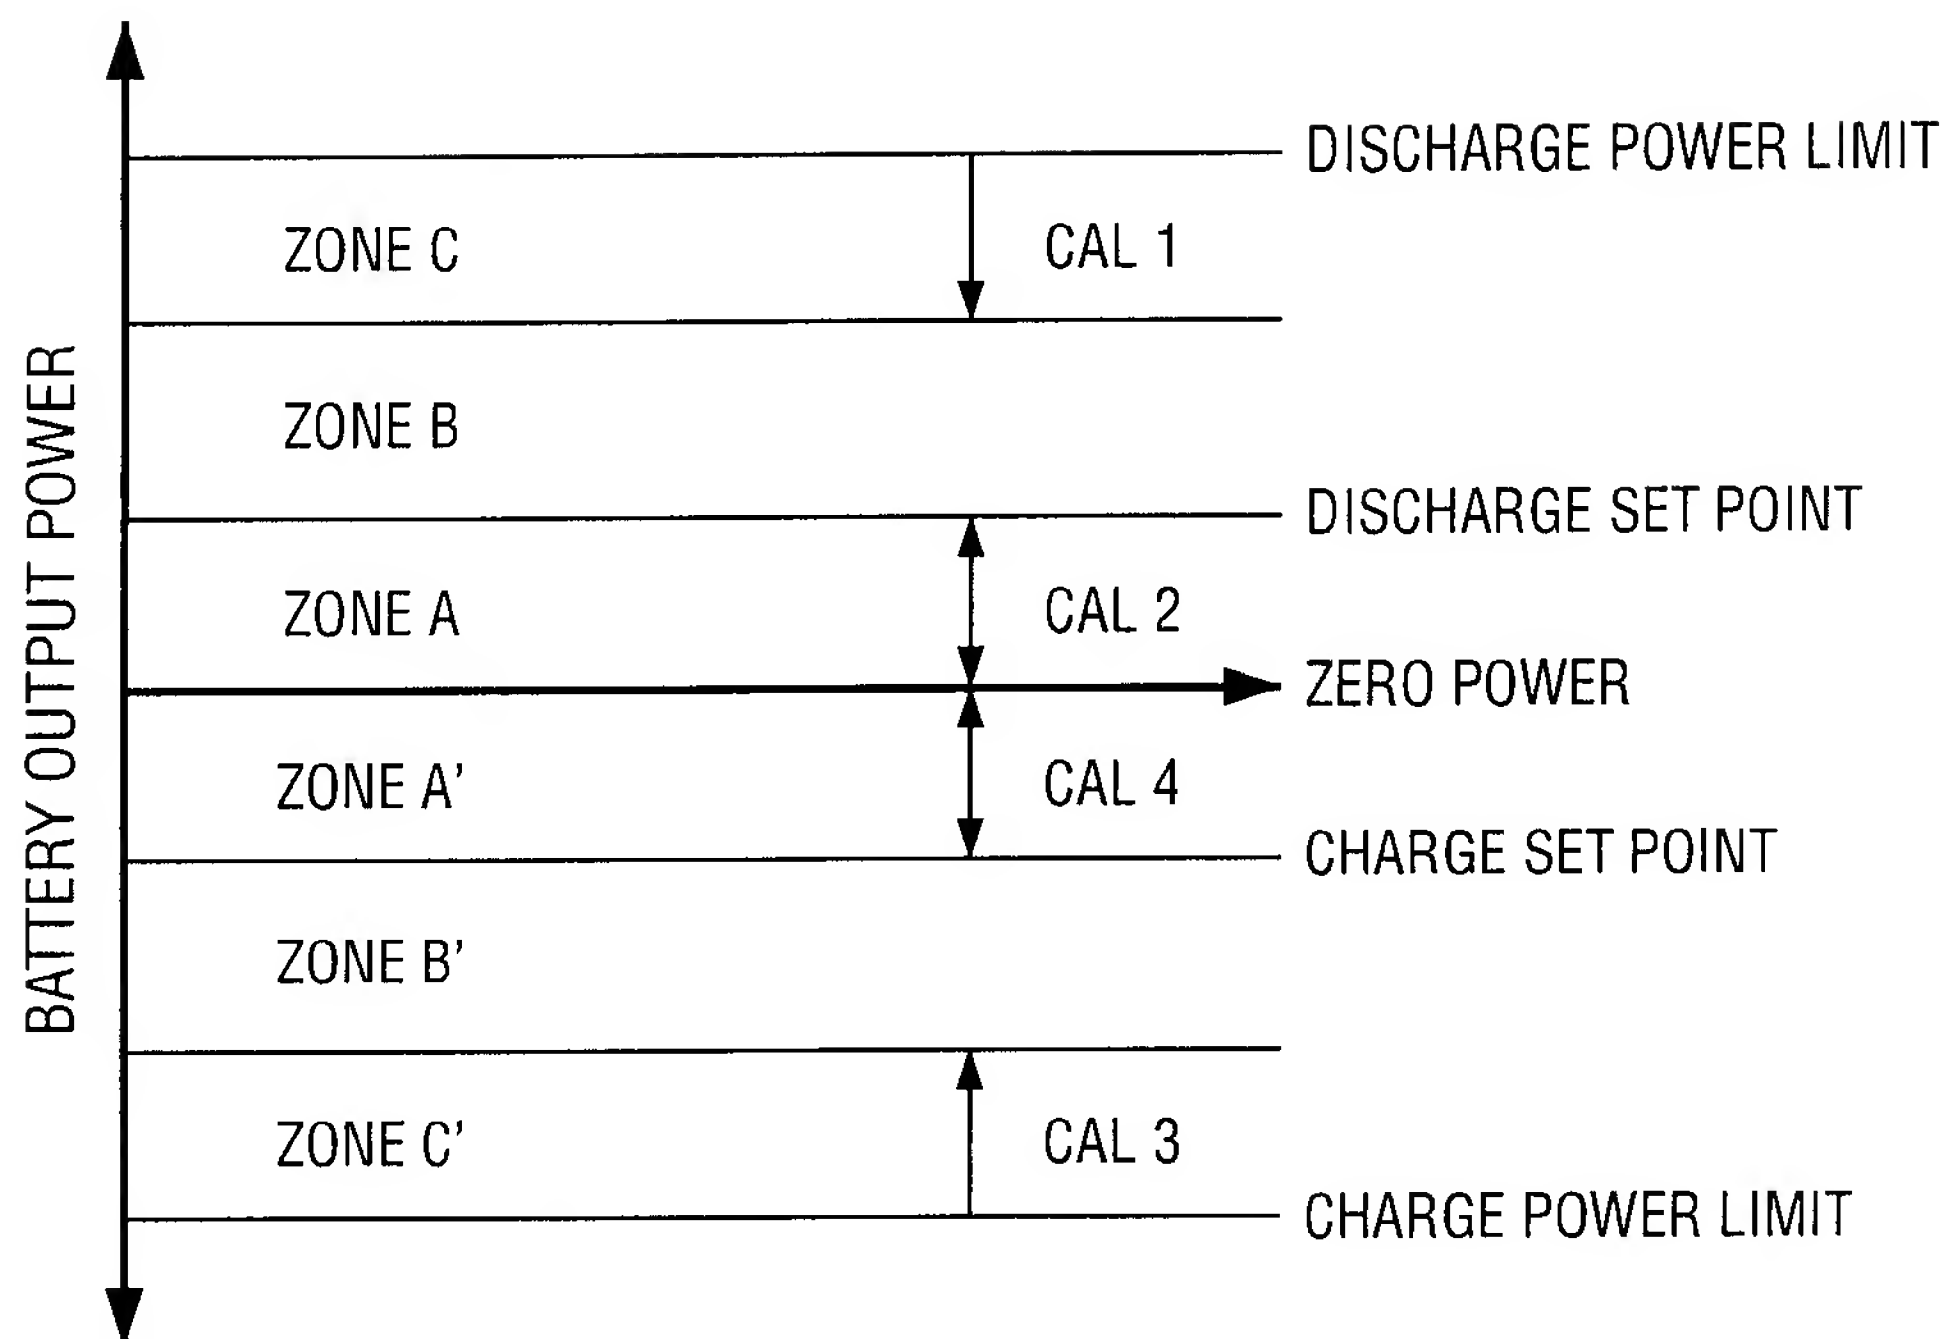 BATTERY OUTPUT POWER
DISCHARGE POWER LIMIT
ZONE C
CAL 1
ZONE B
DISCHARGE SET POINT
ZONE A
CAL 2
ZERO POWER
ZONE A'
CAL 4
CHARGE SET POINT
ZONE B'
ZONE C'
CAL 3
CHARGE POWER LIMIT